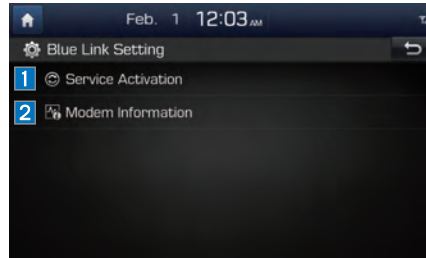 Feb. 1 12:03 AM
Blue Link Setting
1 Service Activation
2 Modem Information